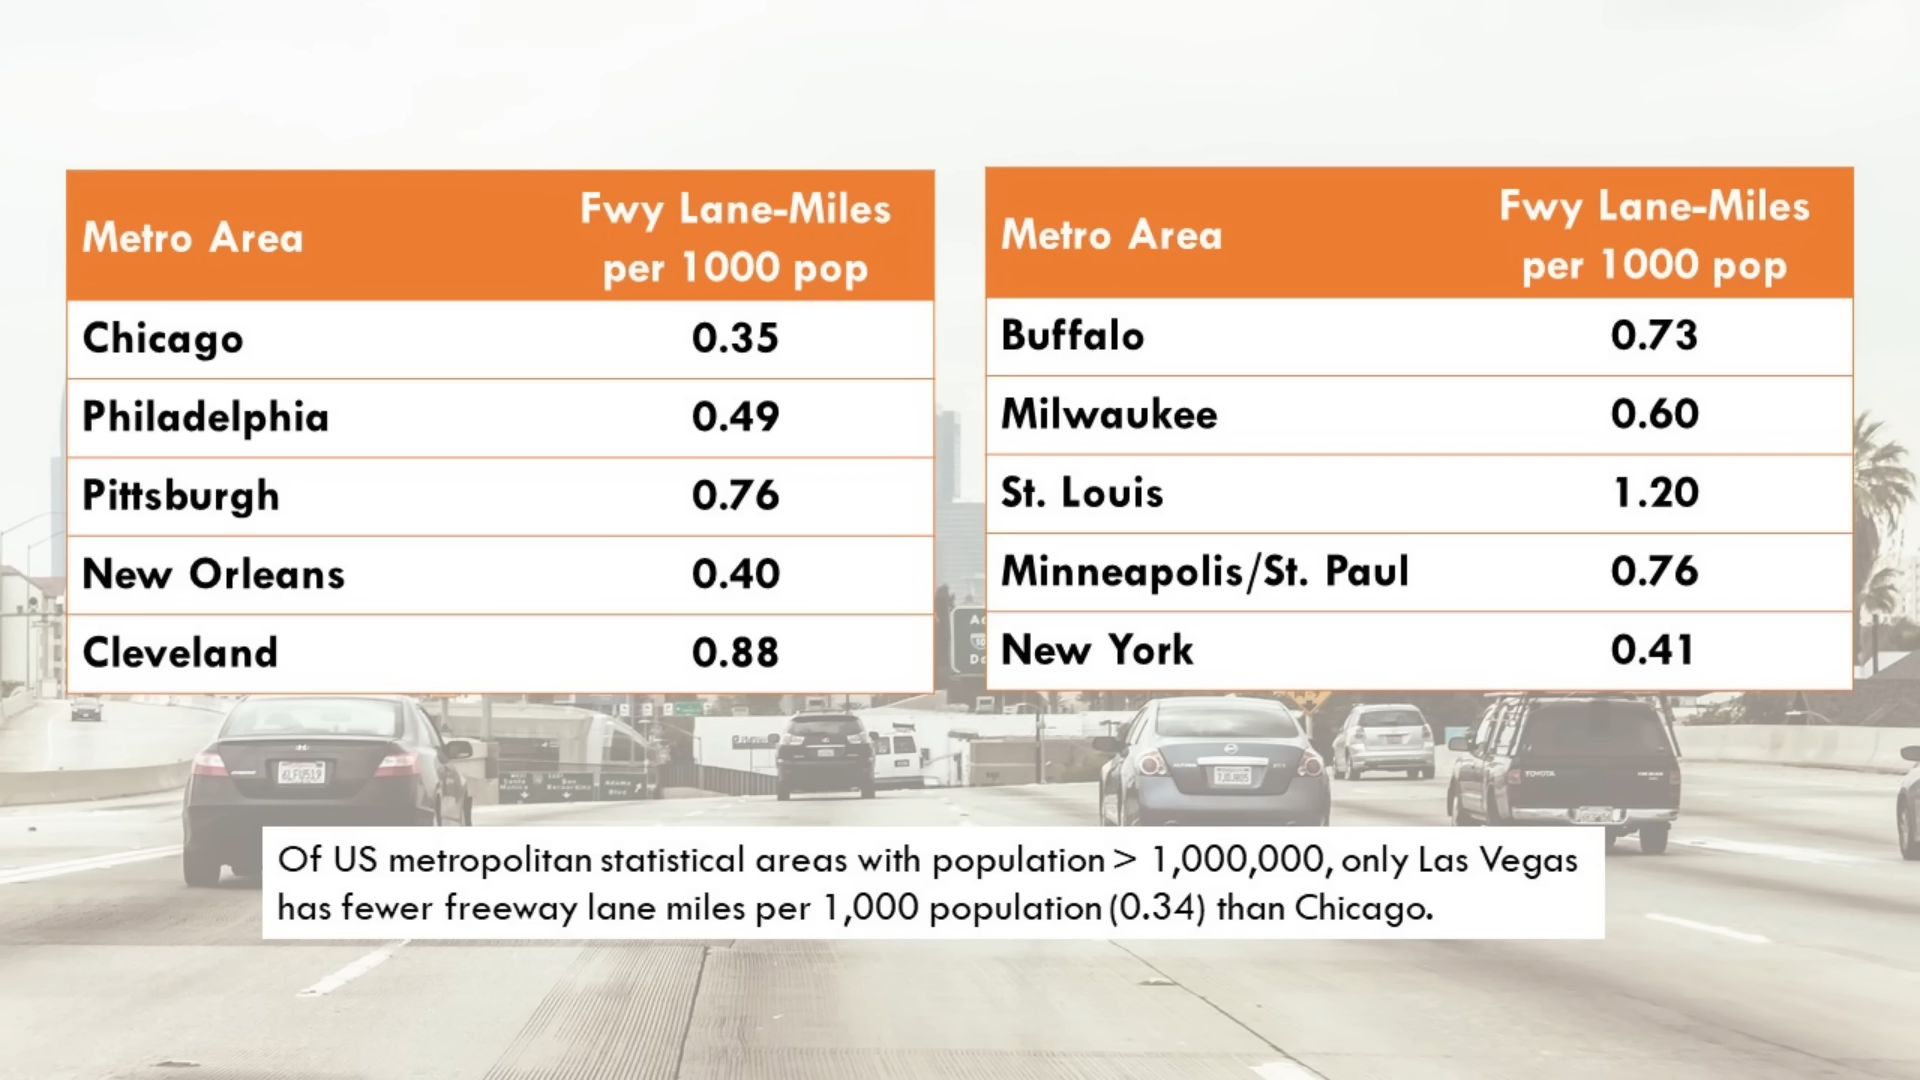 Metro Area
Fwy Lane-Miles
per 1000 pop
Chicago 0.35
Philadelphia 0.49
Pittsburgh 0.76
New Orleans 0.40
Cleveland 0.88
Metro Area
Fwy Lane-Miles
per 1000 pop
Buffalo 0.73
Milwaukee 0.60
St. Louis 1.20
Minneapolis/St. Paul 0.76
New York 0.41
TOYOTA
Of US metropolitan statistical areas with population > 1,000,000, only Las Vegas
has fewer freeway lane miles per 1,000 population (0.34) than Chicago.